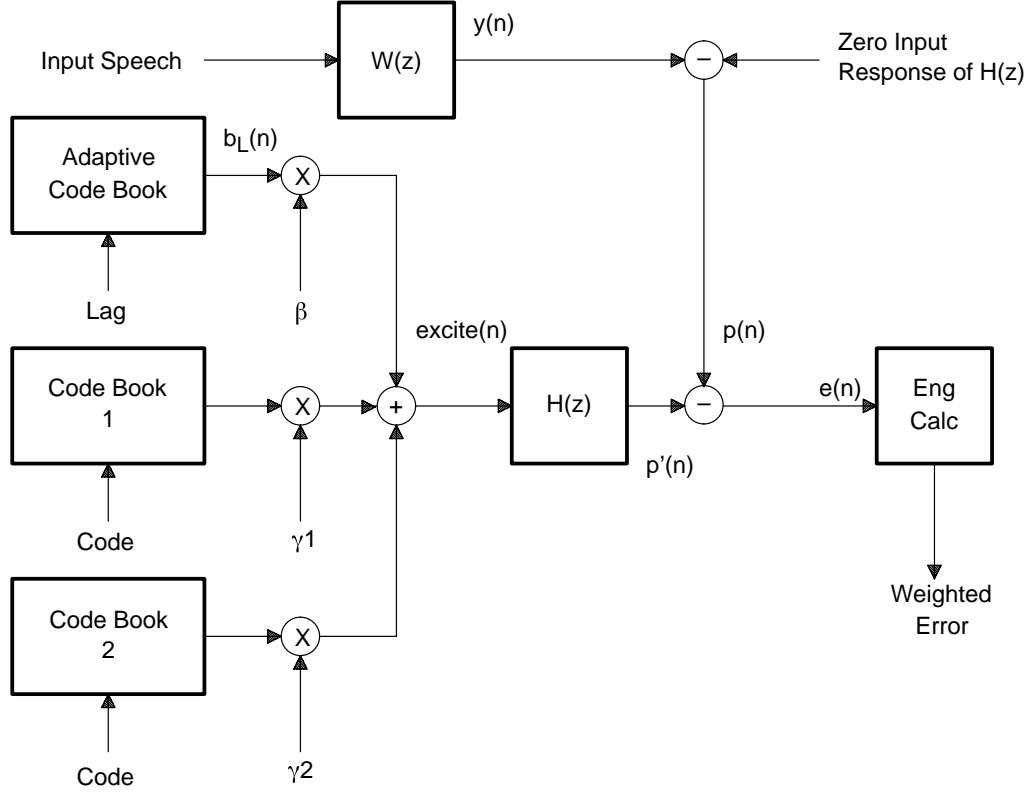 y(n)
Input Speech
W(z)
−
Zero Input
Response of H(z)
Adaptive
Code Book
bL(n)
X
Lag
β
excite(n)
p(n)
Code Book
1
X
+
H(z)
−
e(n)
Eng
Calc
p’(n)
Code
γ1
Code Book
2
X
Weighted
Error
Code
γ2